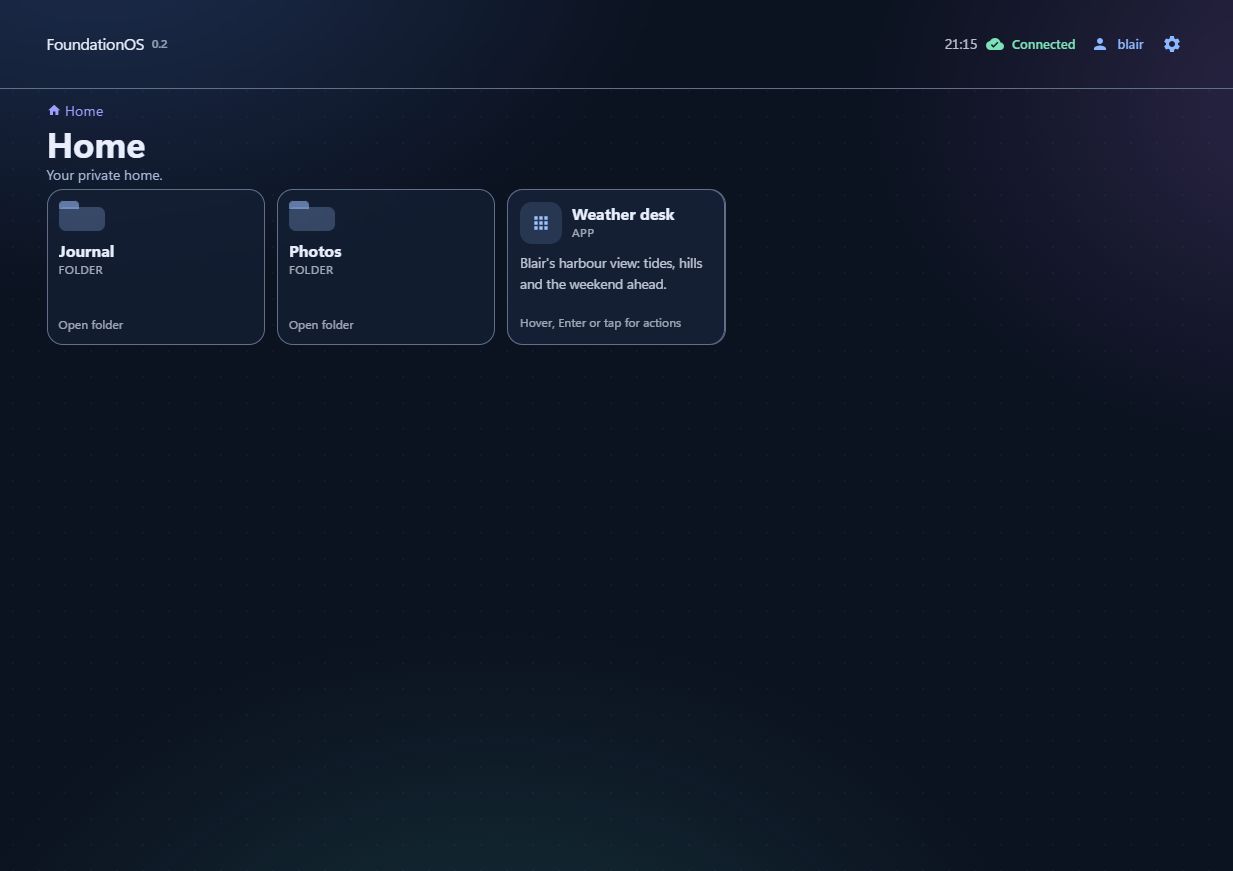 FoundationOS 0.2
21:15 Connected blair
Home
Home
Your private home.
Journal
FOLDER
Open folder
Photos
FOLDER
Open folder
Weather desk
APP
Blair's harbour view: tides, hills
and the weekend ahead.
Hover, Enter or tap for actions